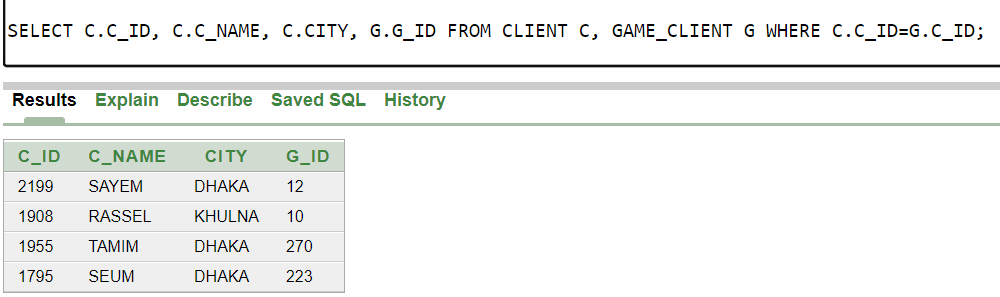 SELECT C.C_ID, C.C_NAME, C.CITY, G.G_ID FROM CLIENT C, GAME_CLIENT G WHERE C.C_ID=G.C_ID;
Results Explain Describe Saved SQL History
C_ID C_NAME CITY G_ID
2199 SAYEM DHAKA 12
1908 RASSEL KHULNA 10
1955 TAMIM DHAKA 270
1795 SEUM DHAKA 223